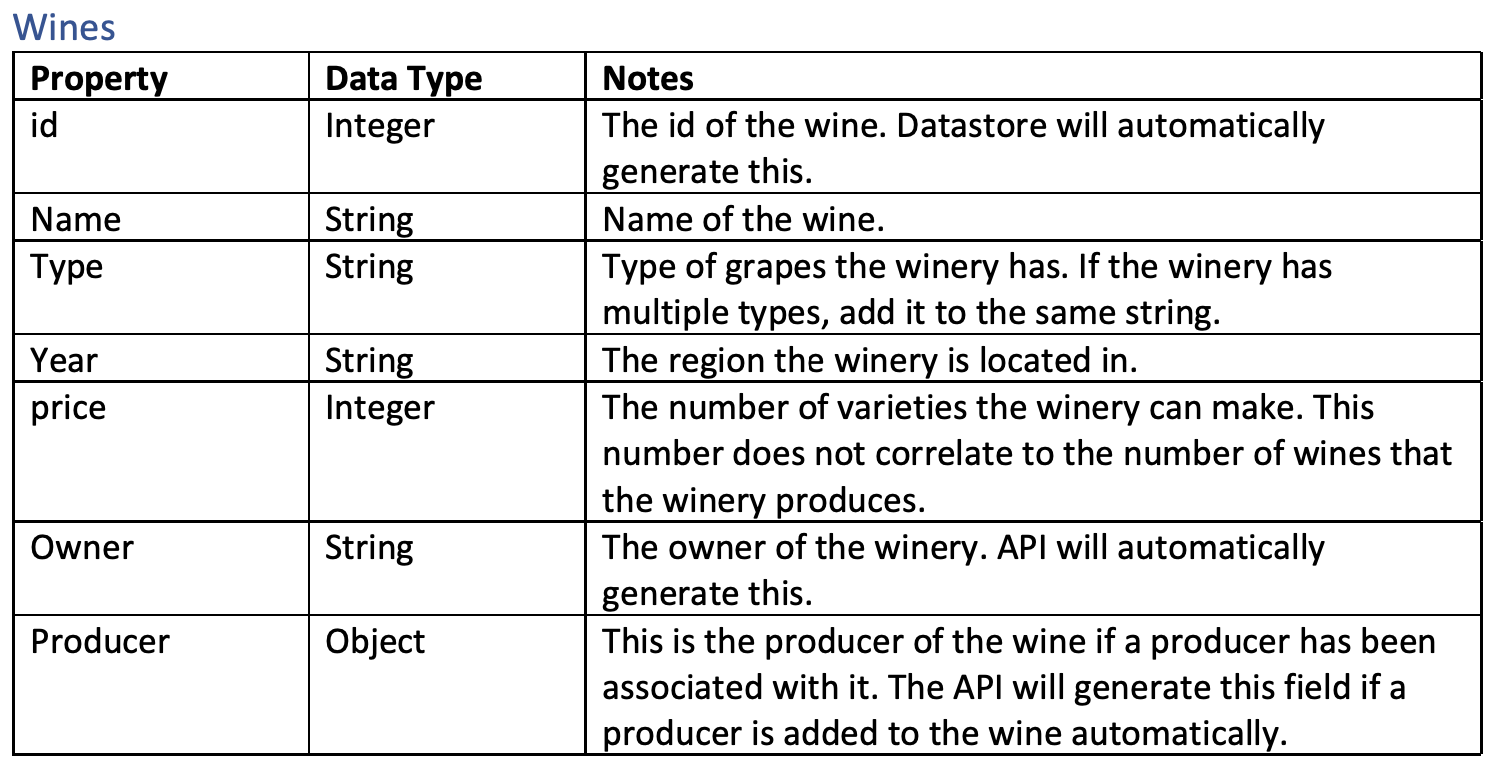 Wines
Property Data Type Notes
id Integer The id of the wine. Datastore will automatically
generate this.
Name String Name of the wine.
Type String Type of grapes the winery has. If the winery has
multiple types, add it to the same string.
Year String The region the winery is located in.
price Integer The number of varieties the winery can make. This
number does not correlate to the number of wines that
the winery produces.
Owner String The owner of the winery. API will automatically
generate this.
Producer Object This is the producer of the wine if a producer has been
associated with it. The API will generate this field if a
producer is added to the wine automatically.